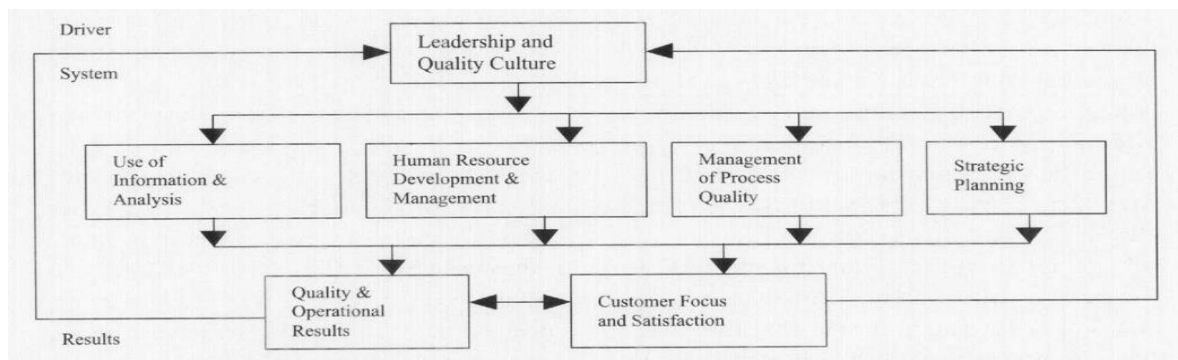 Driver
Leadership and
Quality Culture
System
Use of
Information &
Analysis
Human Resource
Development &
Management
Management
of Process
Quality
Strategic
Planning
Quality &
Operational
Results
Customer Focus
and Satisfaction
Results